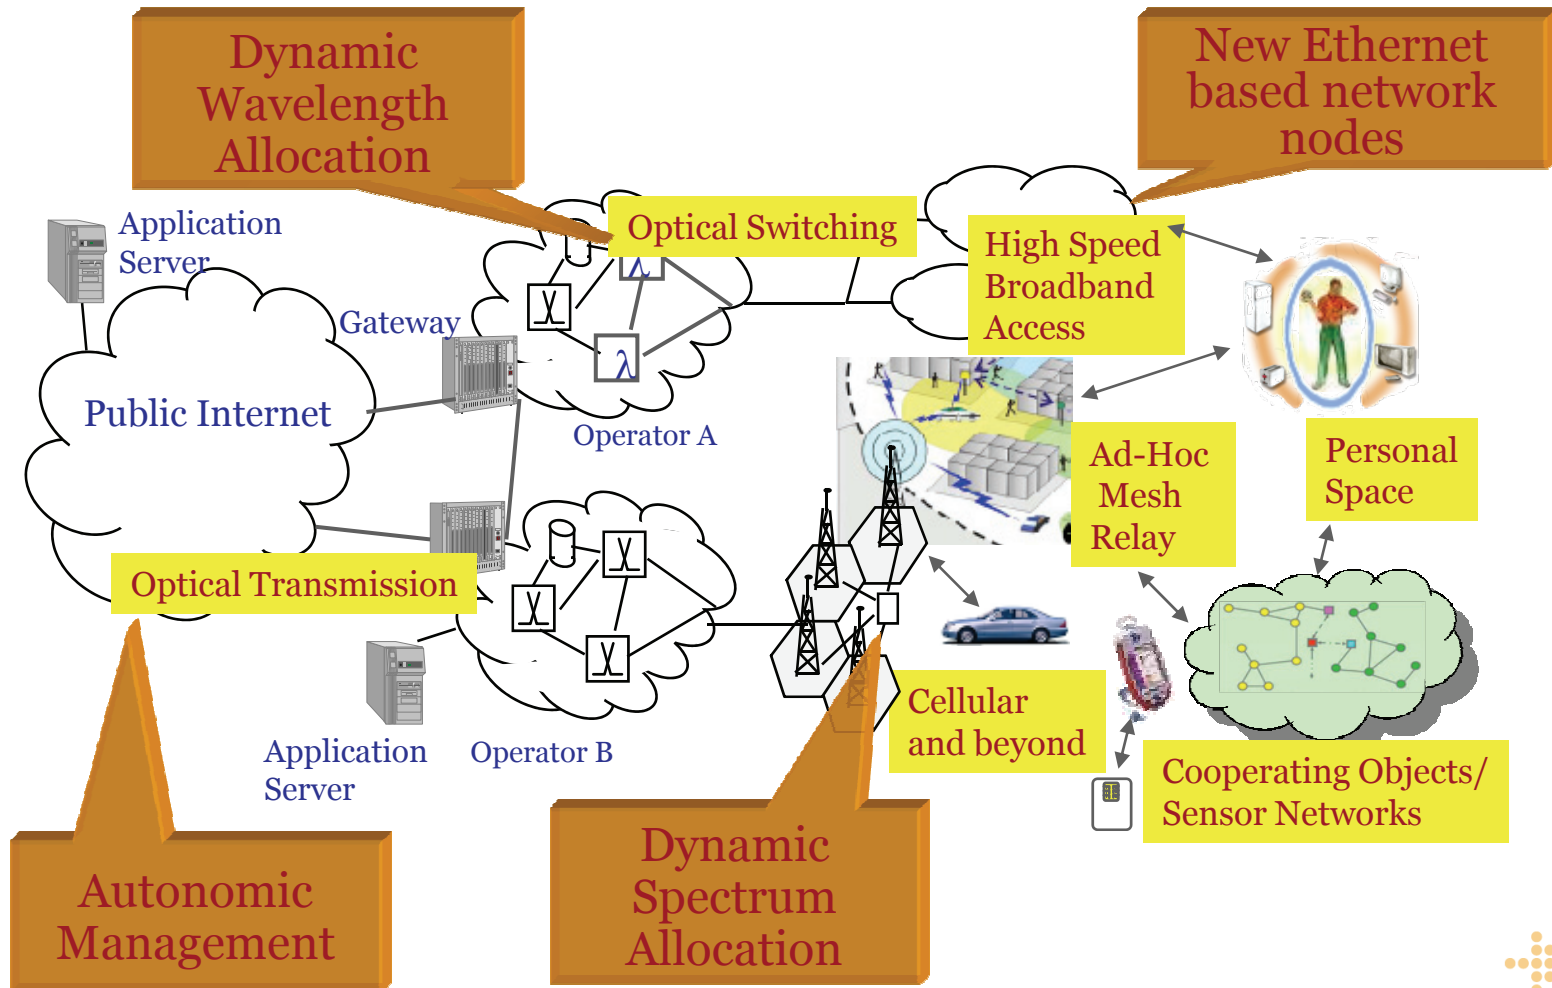 Dynamic
Wavelength
Allocation
New Ethernet
based network
nodes
Application
Server
Optical Switching
High Speed
Broadband
Access
λ
Gateway
λ
Public Internet
Operator A
Ad-Hoc
Mesh
Relay
Personal
Space
Optical Transmission
Cellular
and beyond
Application
Server
Operator B
Cooperating Objects/
Sensor Networks
Dynamic
Spectrum
Allocation
Autonomic
Management